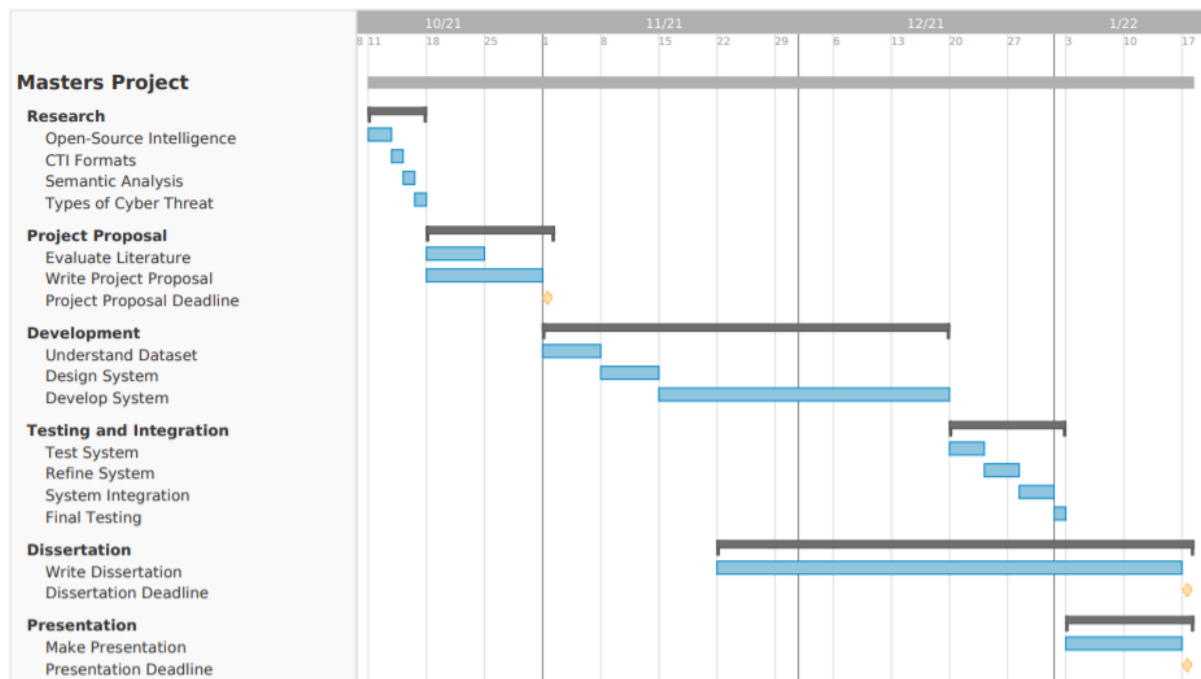 10/21 11/21 12/21 1/22
8 11 18 25 1 8 15 22 29 6 13 20 27 3 10 17
Masters Project
Research
Open-Source Intelligence
CTI Formats
Semantic Analysis
Types of Cyber Threat
Project Proposal
Evaluate Literature
Write Project Proposal
Project Proposal Deadline
Development
Understand Dataset
Design System
Develop System
Testing and Integration
Test System
Refine System
System Integration
Final Testing
Dissertation
Write Dissertation
Dissertation Deadline
Presentation
Make Presentation
Presentation Deadline